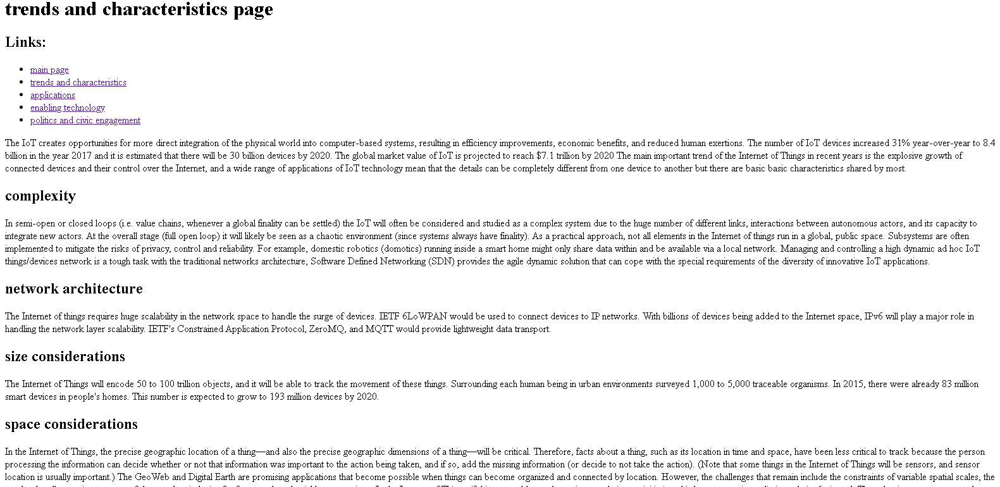 trends and characteristics page
Links:
main page
trends and characteristics
applications
enabling technology
politics and civic engagement
The IoT creates opportunities for more direct integration of the physical world into computer-based systems, resulting in efficiency improvements, economic benefits, and reduced human exertions. The number of IoT devices increased 31% year-over-year to 8.4
billion in the year 2017 and it is estimated that there will be 30 billion devices by 2020. The global market value of IoT is projected to reach $7.1 trillion by 2020 The main important trend of the Internet of Things in recent years is the explosive growth of
connected devices and their control over the Internet, and a wide range of applications of IoT technology mean that the details can be completely different from one device to another but there are basic basic characteristics shared by most.
complexity
In semi-open or closed loops (i.e. value chains, whenever a global finality can be settled) the IoT will often be considered and studied as a complex system due to the huge number of different links, interactions between autonomous actors, and its capacity to
integrate new actors. At the overall stage (full open loop) it will likely be seen as a chaotic environment (since systems always have finality). As a practical approach, not all elements in the Internet of things run in a global, public space. Subsystems are often
implemented to mitigate the risks of privacy, control and reliability. For example, domestic robotics (domotics) running inside a smart home might only share data within and be available via a local network. Managing and controlling a high dynamic ad hoc IoT
things/devices network is a tough task with the traditional networks architecture, Software Defined Networking (SDN) provides the agile dynamic solution that can cope with the special requirements of the diversity of innovative IoT applications.
network architecture
The Internet of things requires huge scalability in the network space to handle the surge of devices. IETF 6LoWPAN would be used to connect devices to IP networks. With billions of devices being added to the Internet space, IPv6 will play a major role in
handling the network layer scalability. IETF's Constrained Application Protocol, ZeroMQ, and MQTT would provide lightweight data transport.
size considerations
The Internet of Things will encode 50 to 100 trillion objects, and it will be able to track the movement of these things. Surrounding each human being in urban environments surveyed 1,000 to 5,000 traceable organisms. In 2015, there were already 83 million
smart devices in people's homes. This number is expected to grow to 193 million devices by 2020.
space considerations
In the Internet of Things, the precise geographic location of a thing—and also the precise geographic dimensions of a thing—will be critical. Therefore, facts about a thing, such as its location in time and space, have been less critical to track because the person
processing the information can decide whether or not that information was important to the action being taken, and if so, add the missing information (or decide to not take the action). (Note that some things in the Internet of Things will be sensors, and sensor
location is usually important.) The GeoWeb and Digital Earth are promising applications that become possible when things can become organized and connected by location. However, the challenges that remain include the constraints of variable spatial scales, the